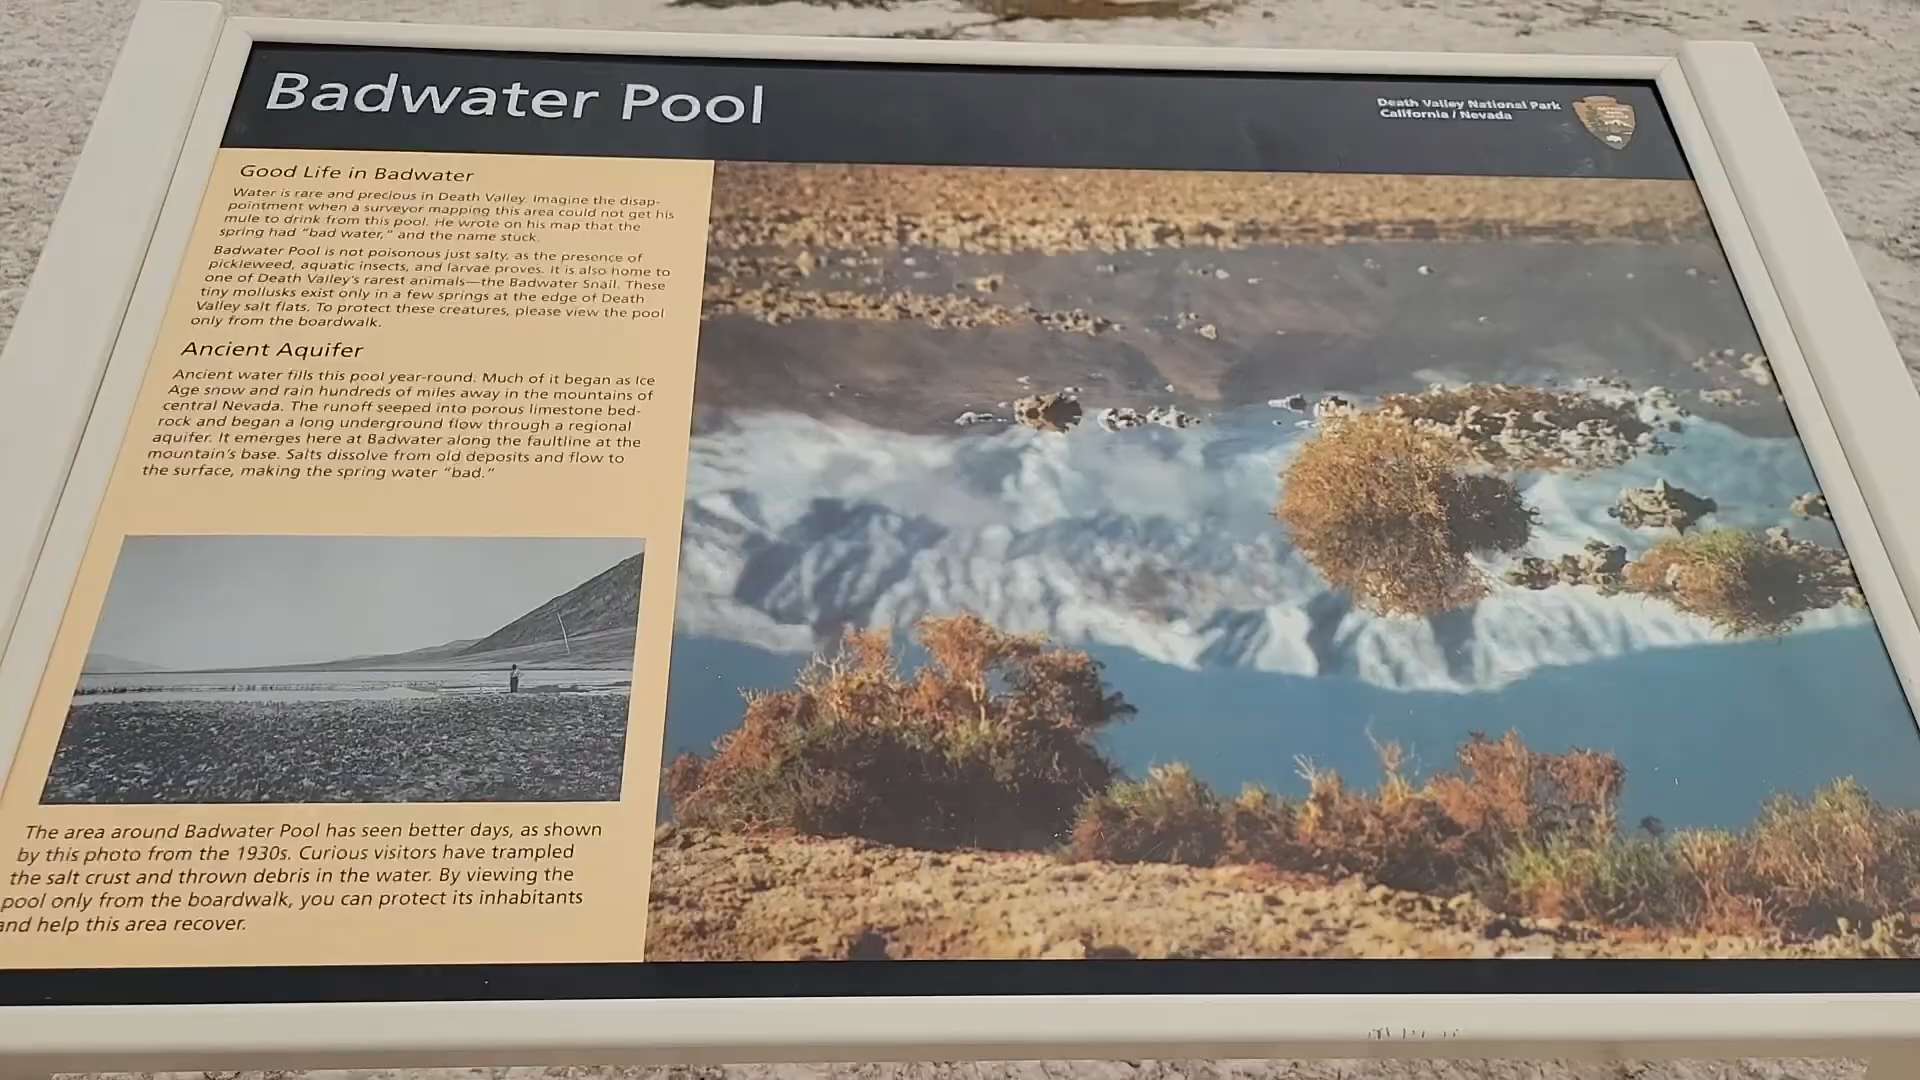 Badwater Pool
Death Valley National Park
California / Nevada
Good Life in Badwater
Water is rare and precious in Death Valley. Imagine the disap-
pointment when a surveyor mapping this area could not get his
mule to drink from this pool. He wrote on his map that the
spring had “bad water,” and the name stuck.
Badwater Pool is not poisonous just salty, as the presence of
pickleweed, aquatic insects, and larvae proves. It is also home to
one of Death Valley’s rarest animals—the Badwater Snail. These
tiny mollusks exist only in a few springs at the edge of Death
Valley salt flats. To protect these creatures, please view the pool
only from the boardwalk.
Ancient Aquifer
Ancient water fills this pool year-round. Much of it began as Ice
Age snow and rain hundreds of miles away in the mountains of
central Nevada. The runoff seeped into porous limestone bed-
rock and began a long underground flow through a regional
aquifer. It emerges here at Badwater along the faultline at the
mountain’s base. Salts dissolve from old deposits and flow to
the surface, making the spring water “bad.”
The area around Badwater Pool has seen better days, as shown
by this photo from the 1930s. Curious visitors have trampled
the salt crust and thrown debris in the water. By viewing the
pool only from the boardwalk, you can protect its inhabitants
and help this area recover.